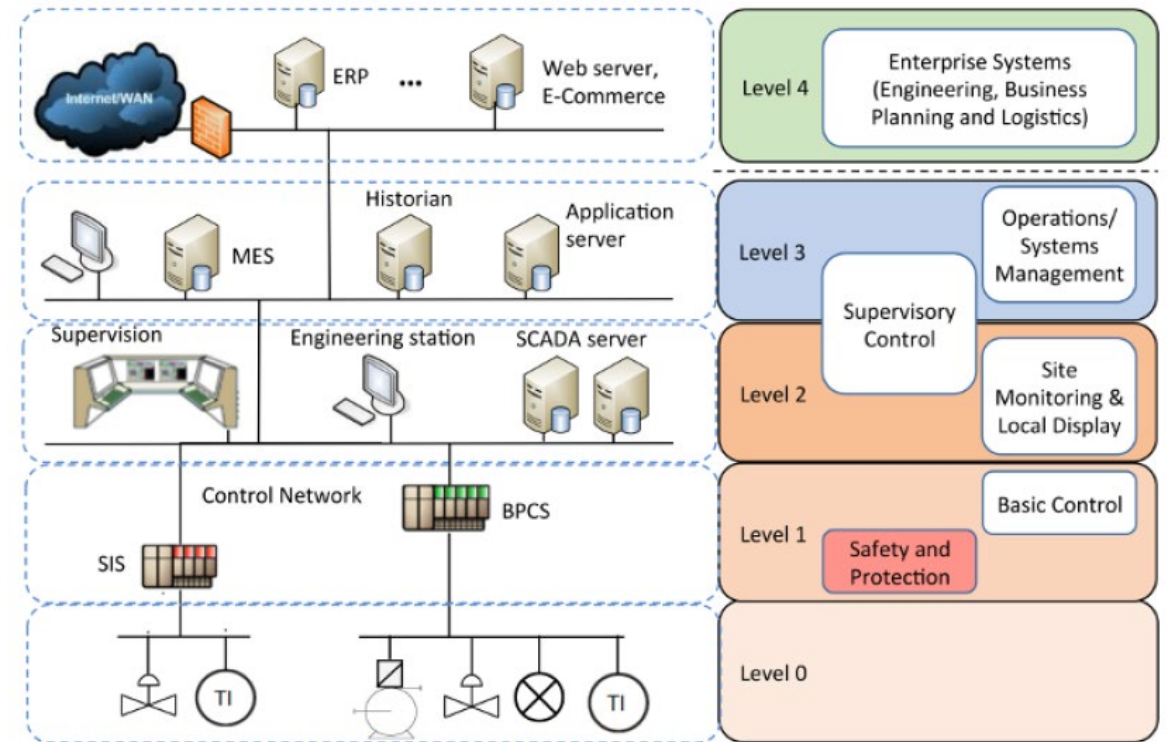 Internet/WAN
ERP
...
Web server,
E-Commerce
Level 4
Enterprise Systems
(Engineering, Business
Planning and Logistics)
MES
Historian
Application
server
Level 3
Operations/
Systems
Management
Supervisory
Control
Supervision
Engineering station
SCADA server
Level 2
Site
Monitoring &
Local Display
Control Network
BPCS
SIS
Level 1
Basic Control
Safety and
Protection
TI
TI
Level 0